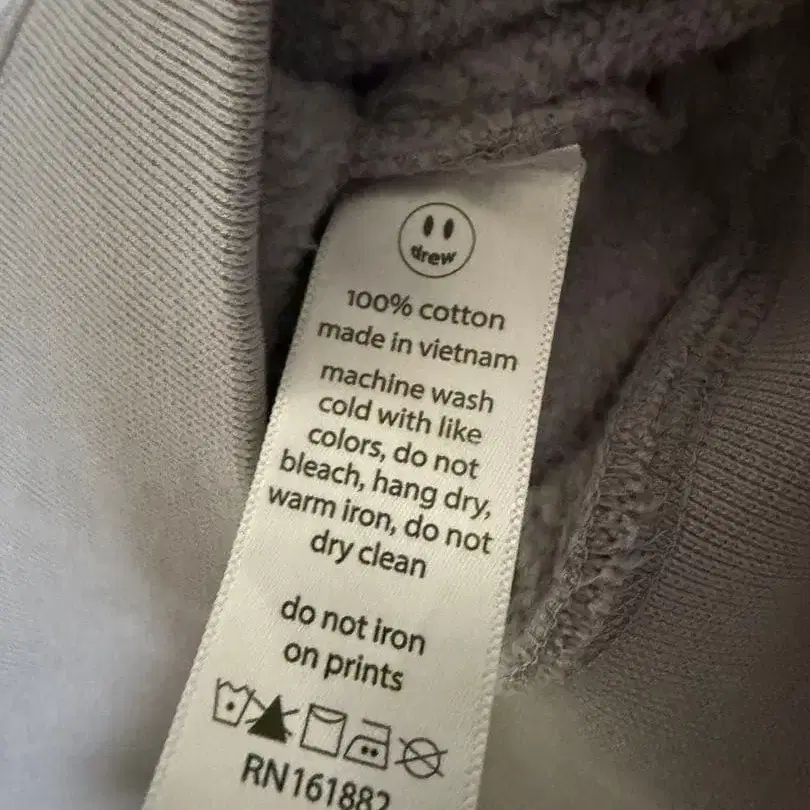 drew
100% cotton
made in vietnam
machine wash
cold with like
colors, do not
bleach, hang dry,
warm iron, do not
dry clean
do not iron
on prints
RN161882